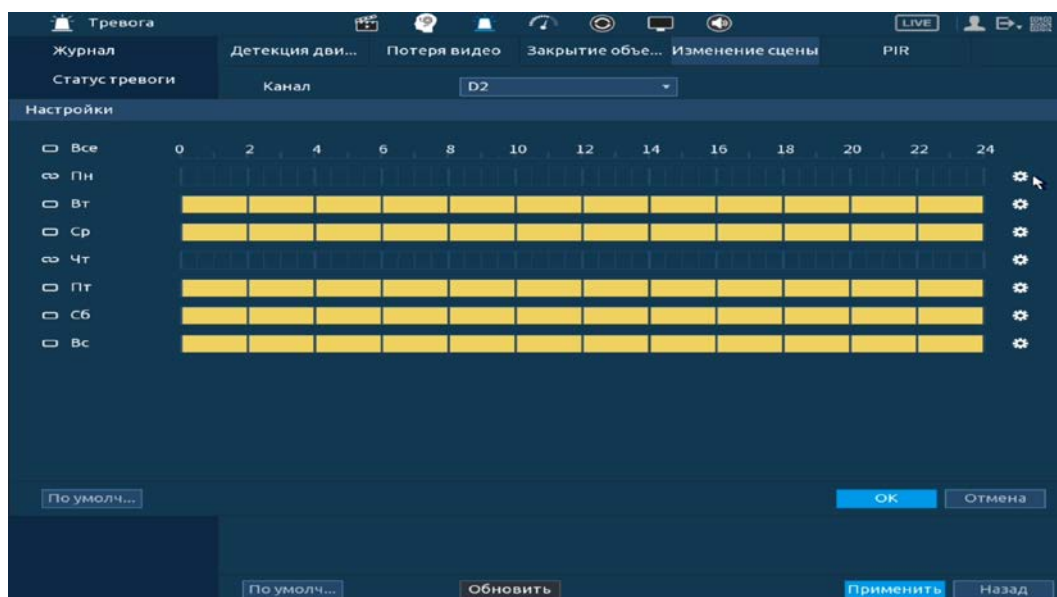 Тревога LIVE
Журнал Детекция дви... Потеря видео Закрытие объе... Изменение сцены PIR
Статус тревоги
Канал D2
Настройки
Все 0 2 4 6 8 10 12 14 16 18 20 22 24
Пн
Вт
Ср
Чт
Пт
Сб
Вс
По умолч... OK Отмена
По умолч... Обновить Применить Назад